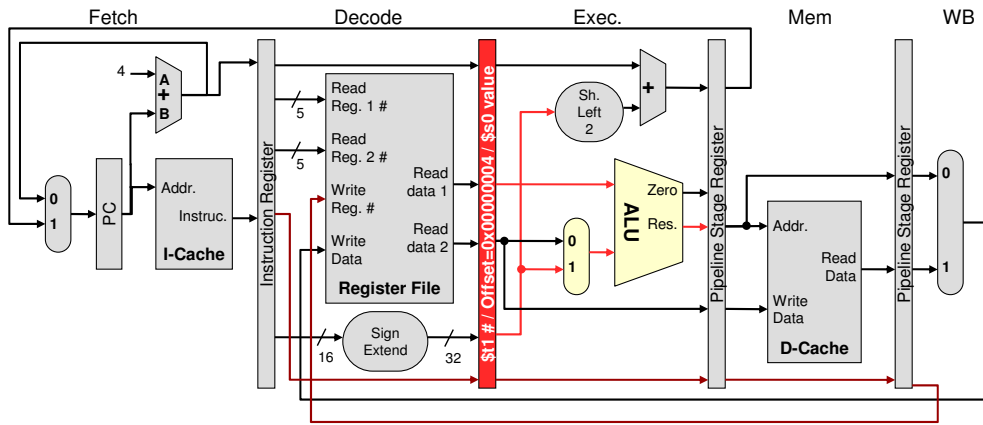 Fetch
Decode
Exec.
Mem
WB
4
A
+
B
0
1
PC
Addr.
Instruc.
I-Cache
Instruction Register
5
5
Read
Reg. 1 #
Read
Reg. 2 #
Write
Reg. #
Write
Data
Read
data 1
Read
data 2
Register File
16
Sign
Extend
32
$t1 # / Offset=0x00000004 / $s0 value
Sh.
Left
2
+
0
1
ALU
Zero
Res.
Pipeline Stage Register
Addr.
Read
Data
Write
Data
D-Cache
Pipeline Stage Register
0
1